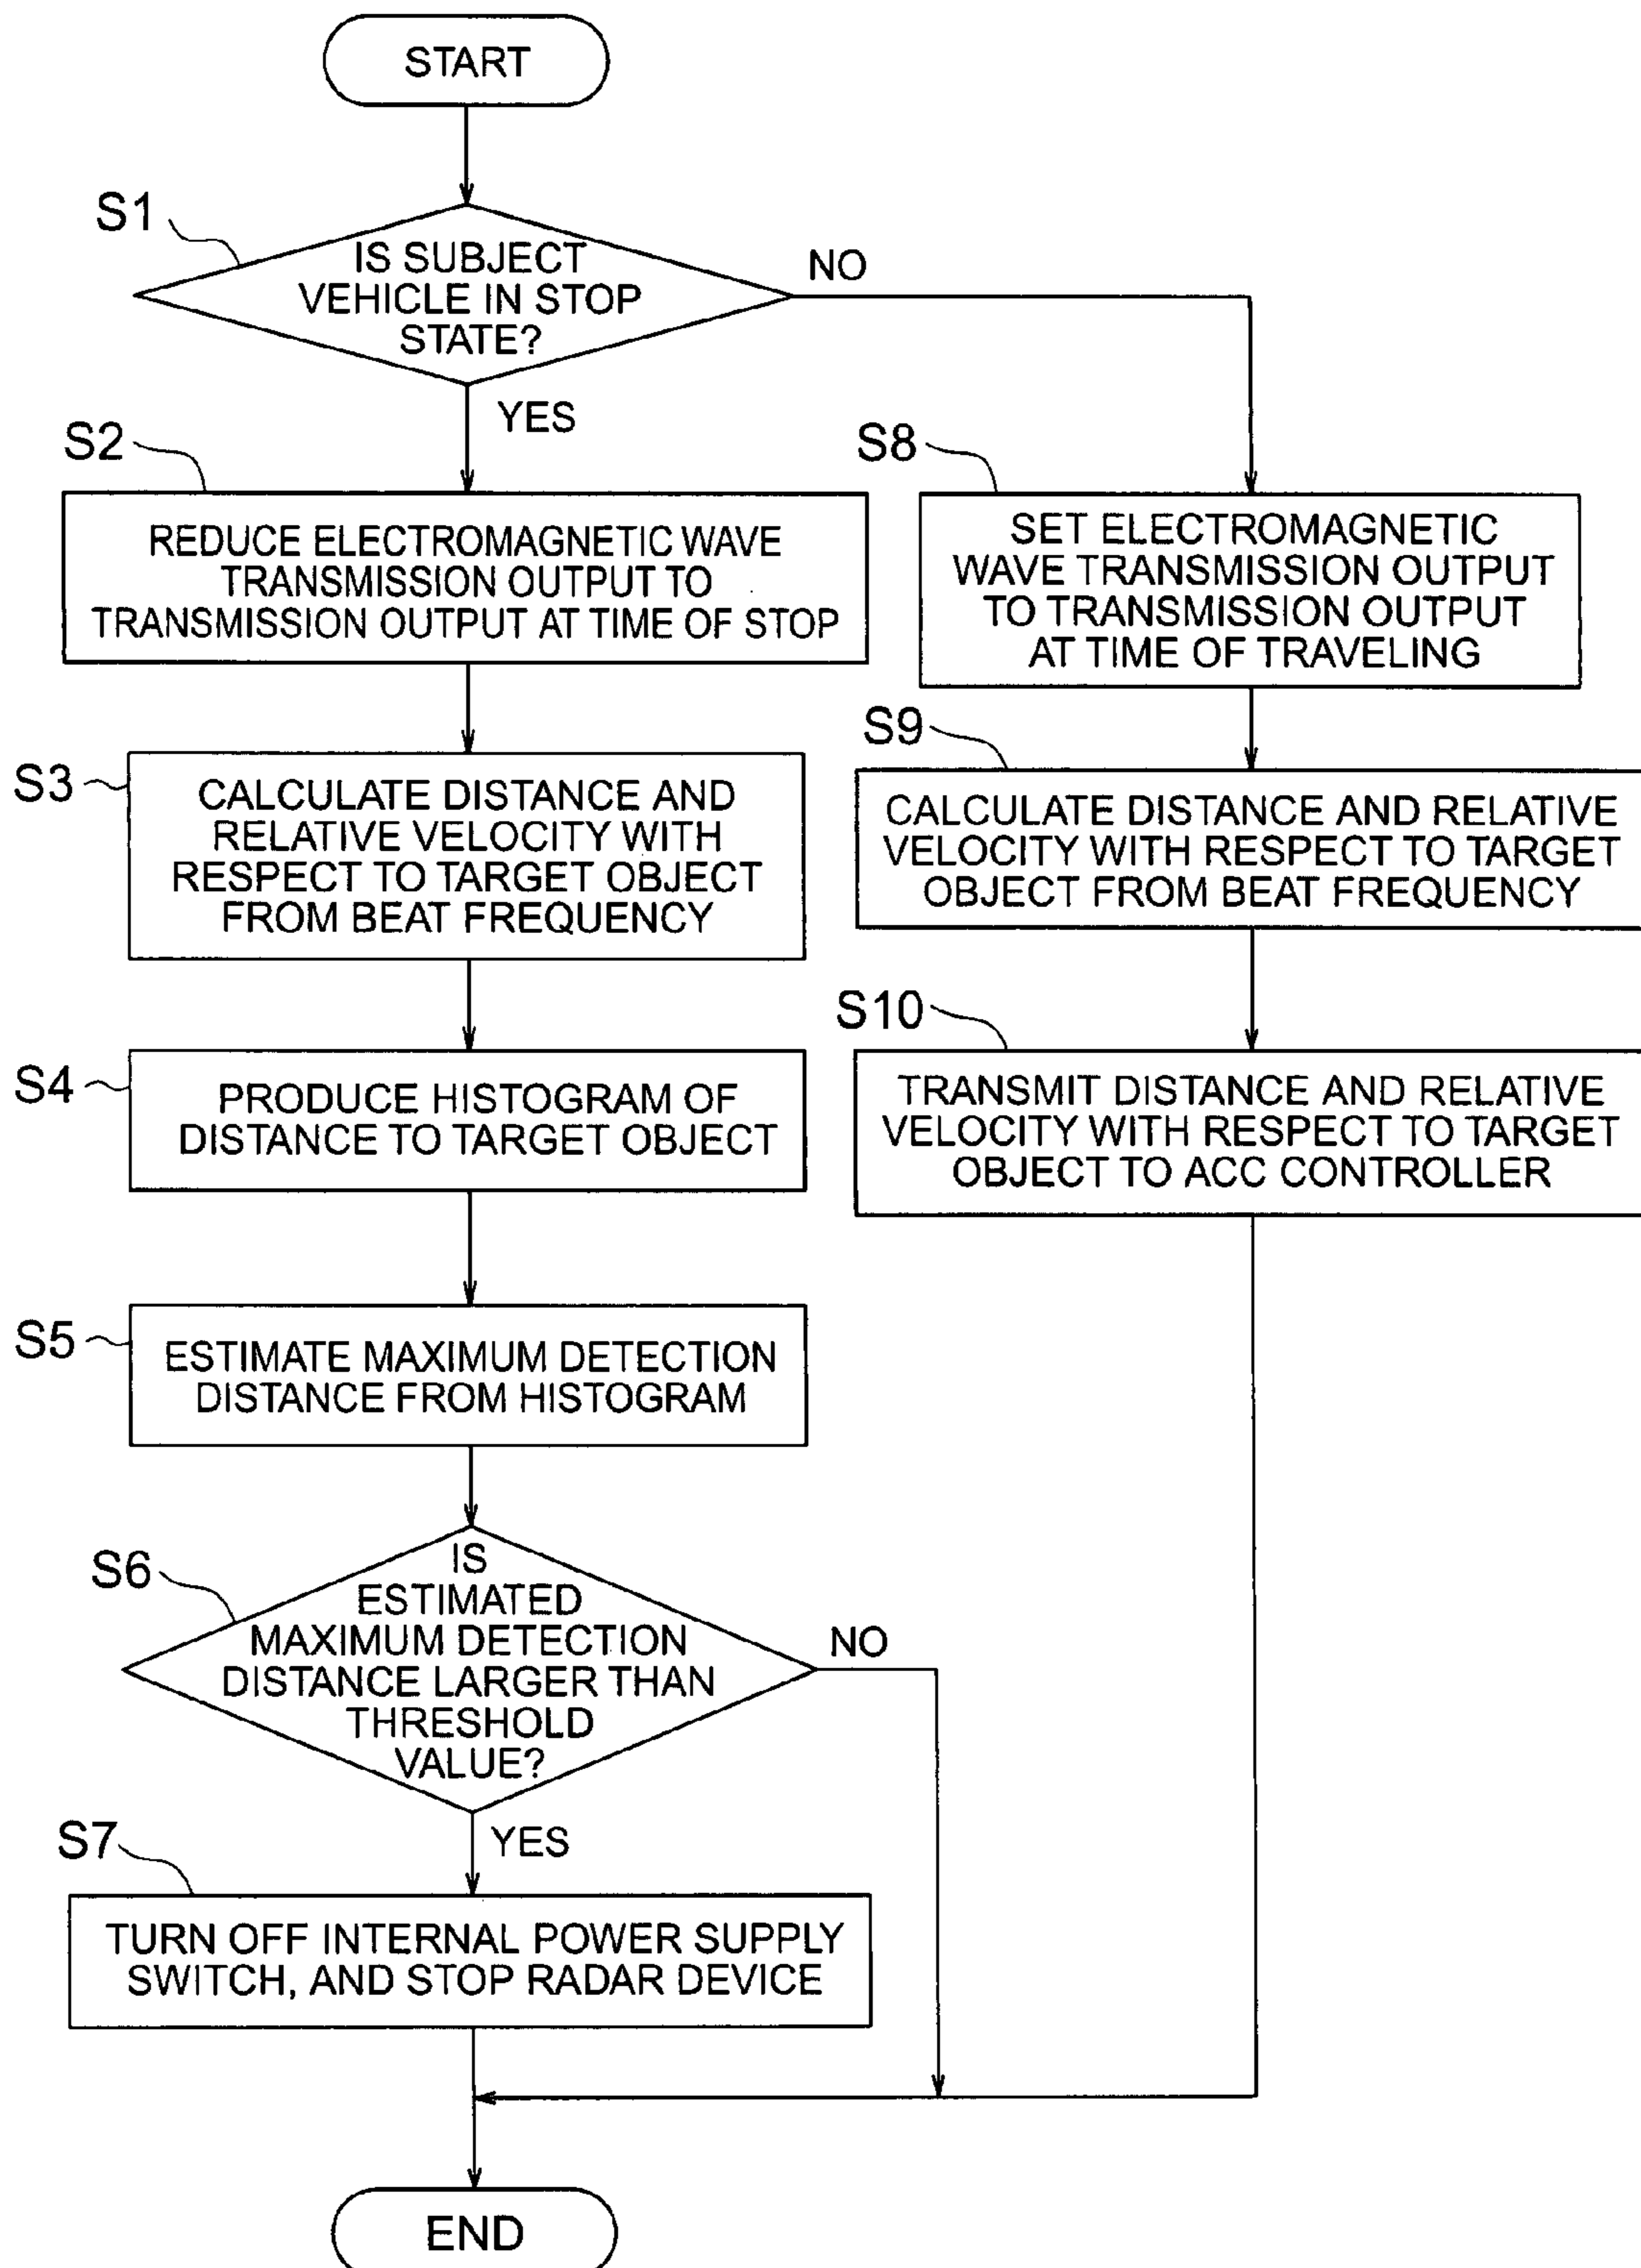 START
S1
IS SUBJECT
VEHICLE IN STOP
STATE?
NO
YES
S2
REDUCE ELECTROMAGNETIC WAVE
TRANSMISSION OUTPUT TO
TRANSMISSION OUTPUT AT TIME OF STOP
S3
CALCULATE DISTANCE AND
RELATIVE VELOCITY WITH
RESPECT TO TARGET OBJECT
FROM BEAT FREQUENCY
S4
PRODUCE HISTOGRAM OF
DISTANCE TO TARGET OBJECT
S5
ESTIMATE MAXIMUM DETECTION
DISTANCE FROM HISTOGRAM
S6
IS
ESTIMATED
MAXIMUM DETECTION
DISTANCE LARGER THAN
THRESHOLD
VALUE?
NO
YES
S7
TURN OFF INTERNAL POWER SUPPLY
SWITCH, AND STOP RADAR DEVICE
S8
SET ELECTROMAGNETIC
WAVE TRANSMISSION OUTPUT
TO TRANSMISSION OUTPUT
AT TIME OF TRAVELING
S9
CALCULATE DISTANCE AND RELATIVE
VELOCITY WITH RESPECT TO TARGET
OBJECT FROM BEAT FREQUENCY
S10
TRANSMIT DISTANCE AND RELATIVE
VELOCITY WITH RESPECT TO TARGET
OBJECT TO ACC CONTROLLER
END